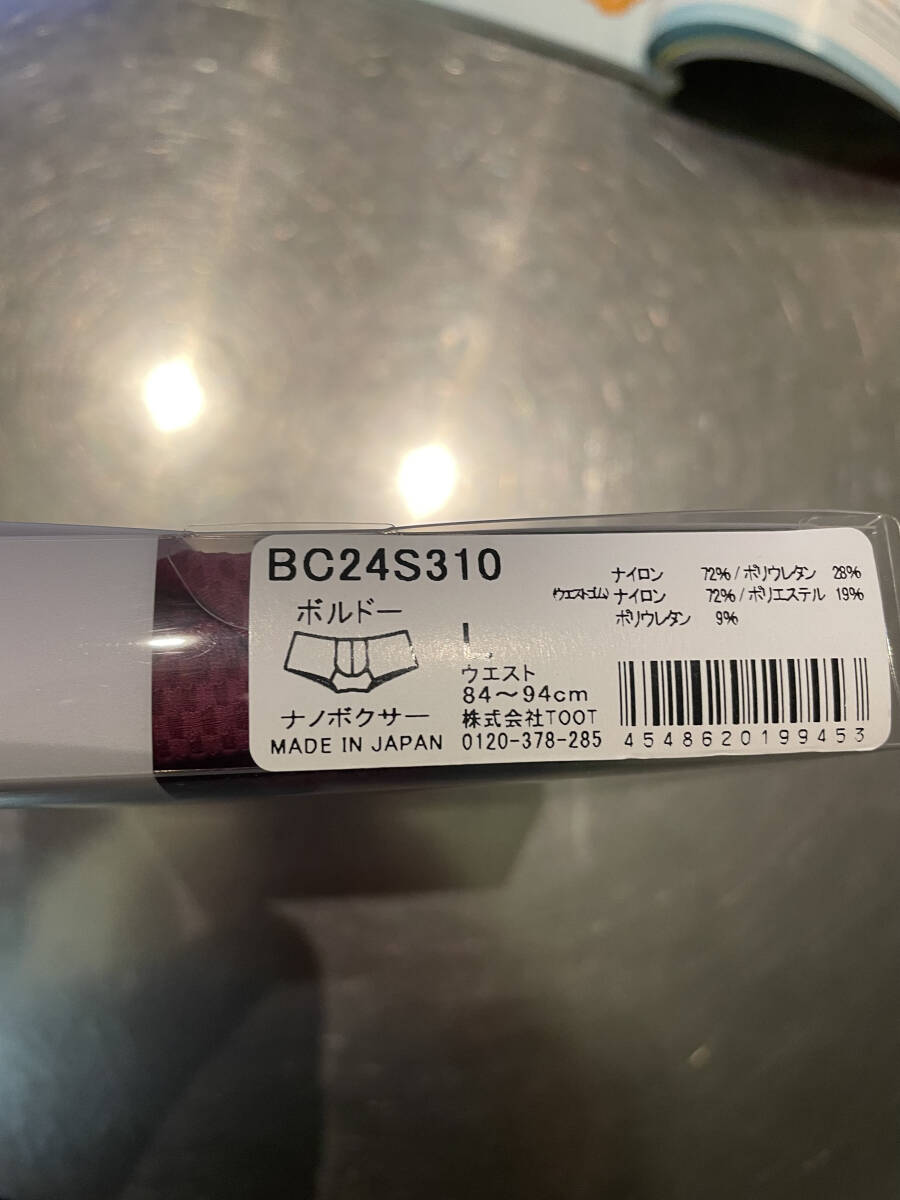 BC24S310
ボルドー
L
ウエスト
84～94cm
ナノボクサー
株式会社TOOT
MADE IN JAPAN
0120-378-285
ナイロン 72%/ポリウレタン 28%
(ウエストゴム) ナイロン 72%/ポリエステル 19%
ポリウレタン 9%
4548620199453